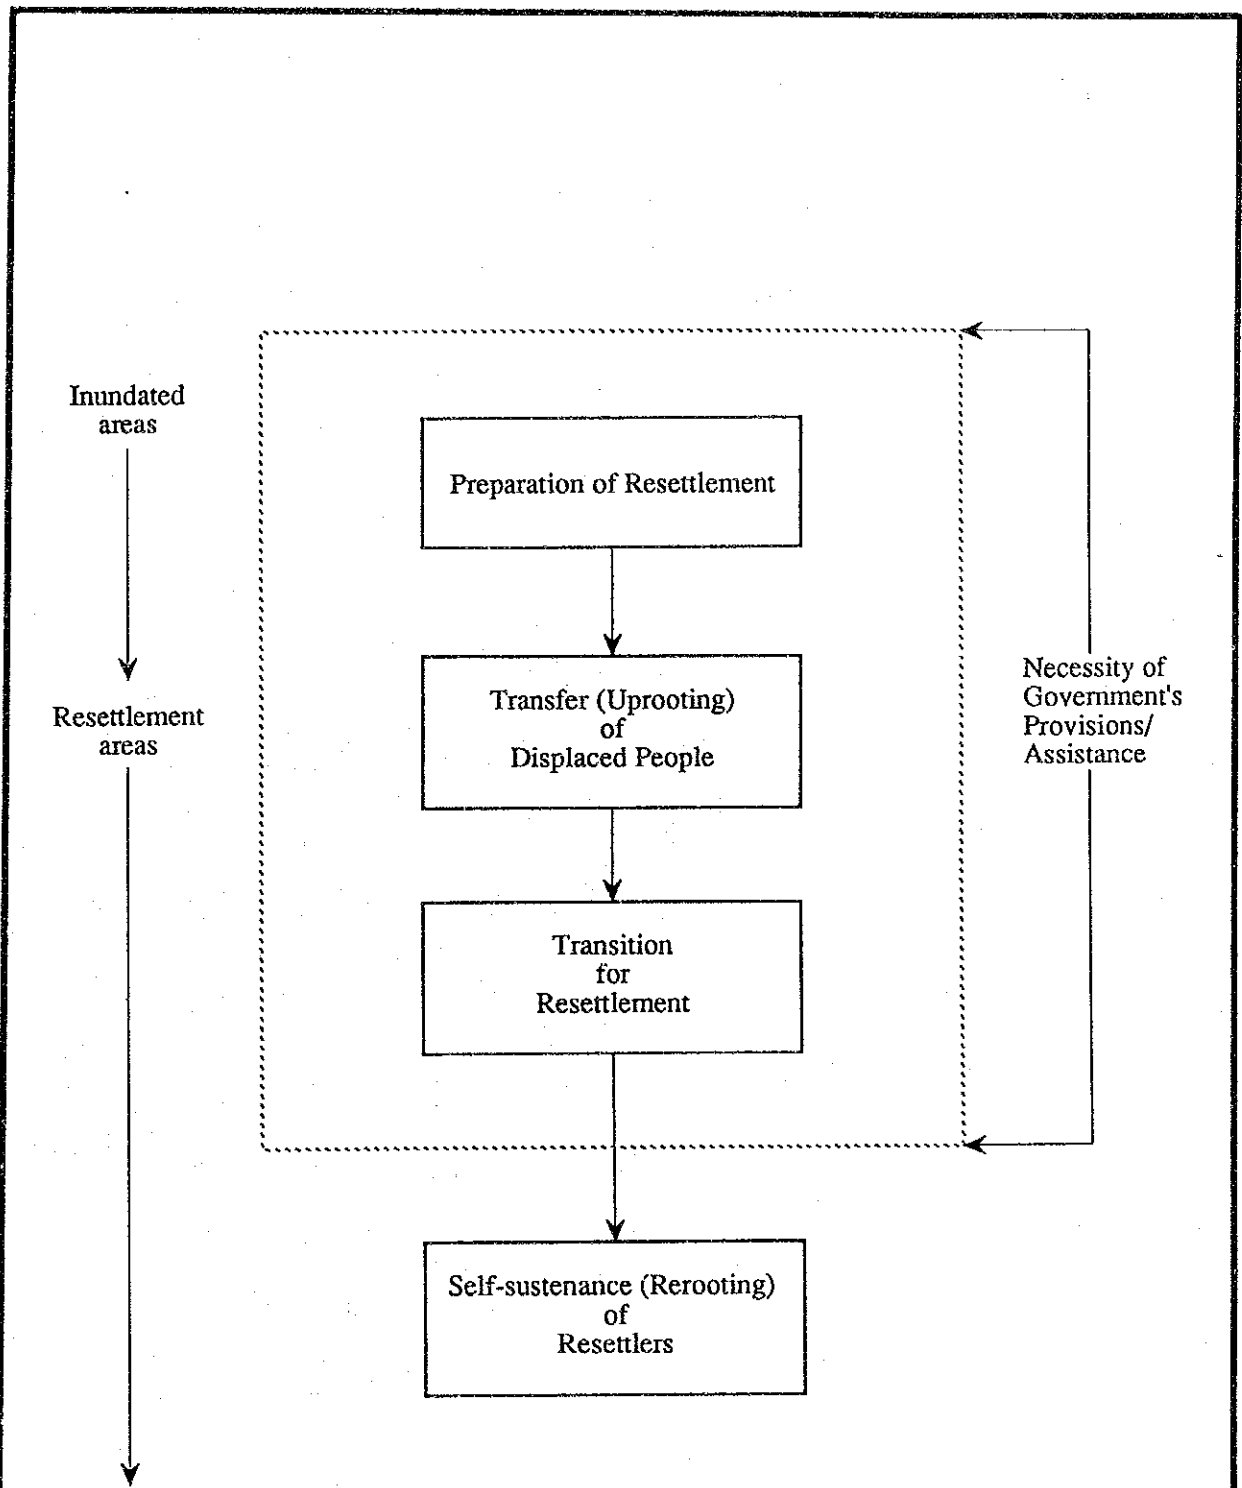 Inundated
areas
Preparation of Resettlement
Resettlement
areas
Transfer (Uprooting)
of
Displaced People
Necessity of
Government's
Provisions/
Assistance
Transition
for
Resettlement
Self-sustenance (Rerooting)
of
Resettlers